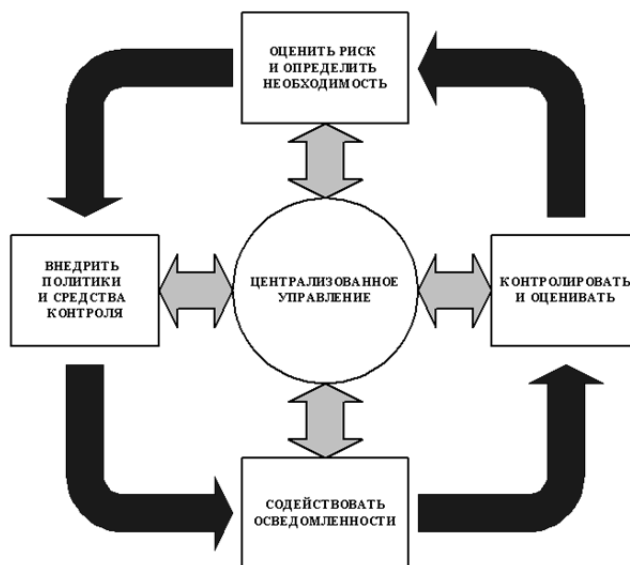 ОЦЕНИТЬ РИСК
И ОПРЕДЕЛИТЬ
НЕОБХОДИМОСТЬ
ВНЕДРИТЬ
ПОЛИТИКИ
И СРЕДСТВА
КОНТРОЛЯ
ЦЕНТРАЛИЗОВАННОЕ
УПРАВЛЕНИЕ
КОНТРОЛИРОВАТЬ
И ОЦЕНИВАТЬ
СОДЕЙСТВОВАТЬ
ОСВЕДОМЛЕННОСТИ